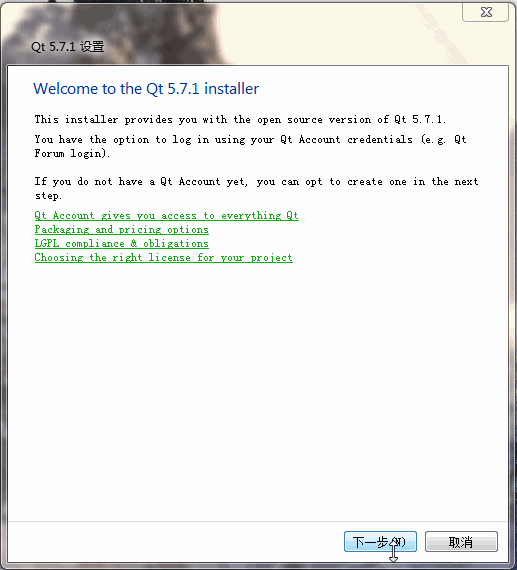 Qt 5.7.1 设置
Welcome to the Qt 5.7.1 installer
This installer provides you with the open source version of Qt 5.7.1.
You have the option to log in using your Qt Account credentials (e.g. Qt
Forum login).
If you do not have a Qt Account yet, you can opt to create one in the next
step.
Qt Account gives you access to everything Qt
Packaging and pricing options
LGPL compliance & obligations
Choosing the right license for your project
下一步(N)
取消